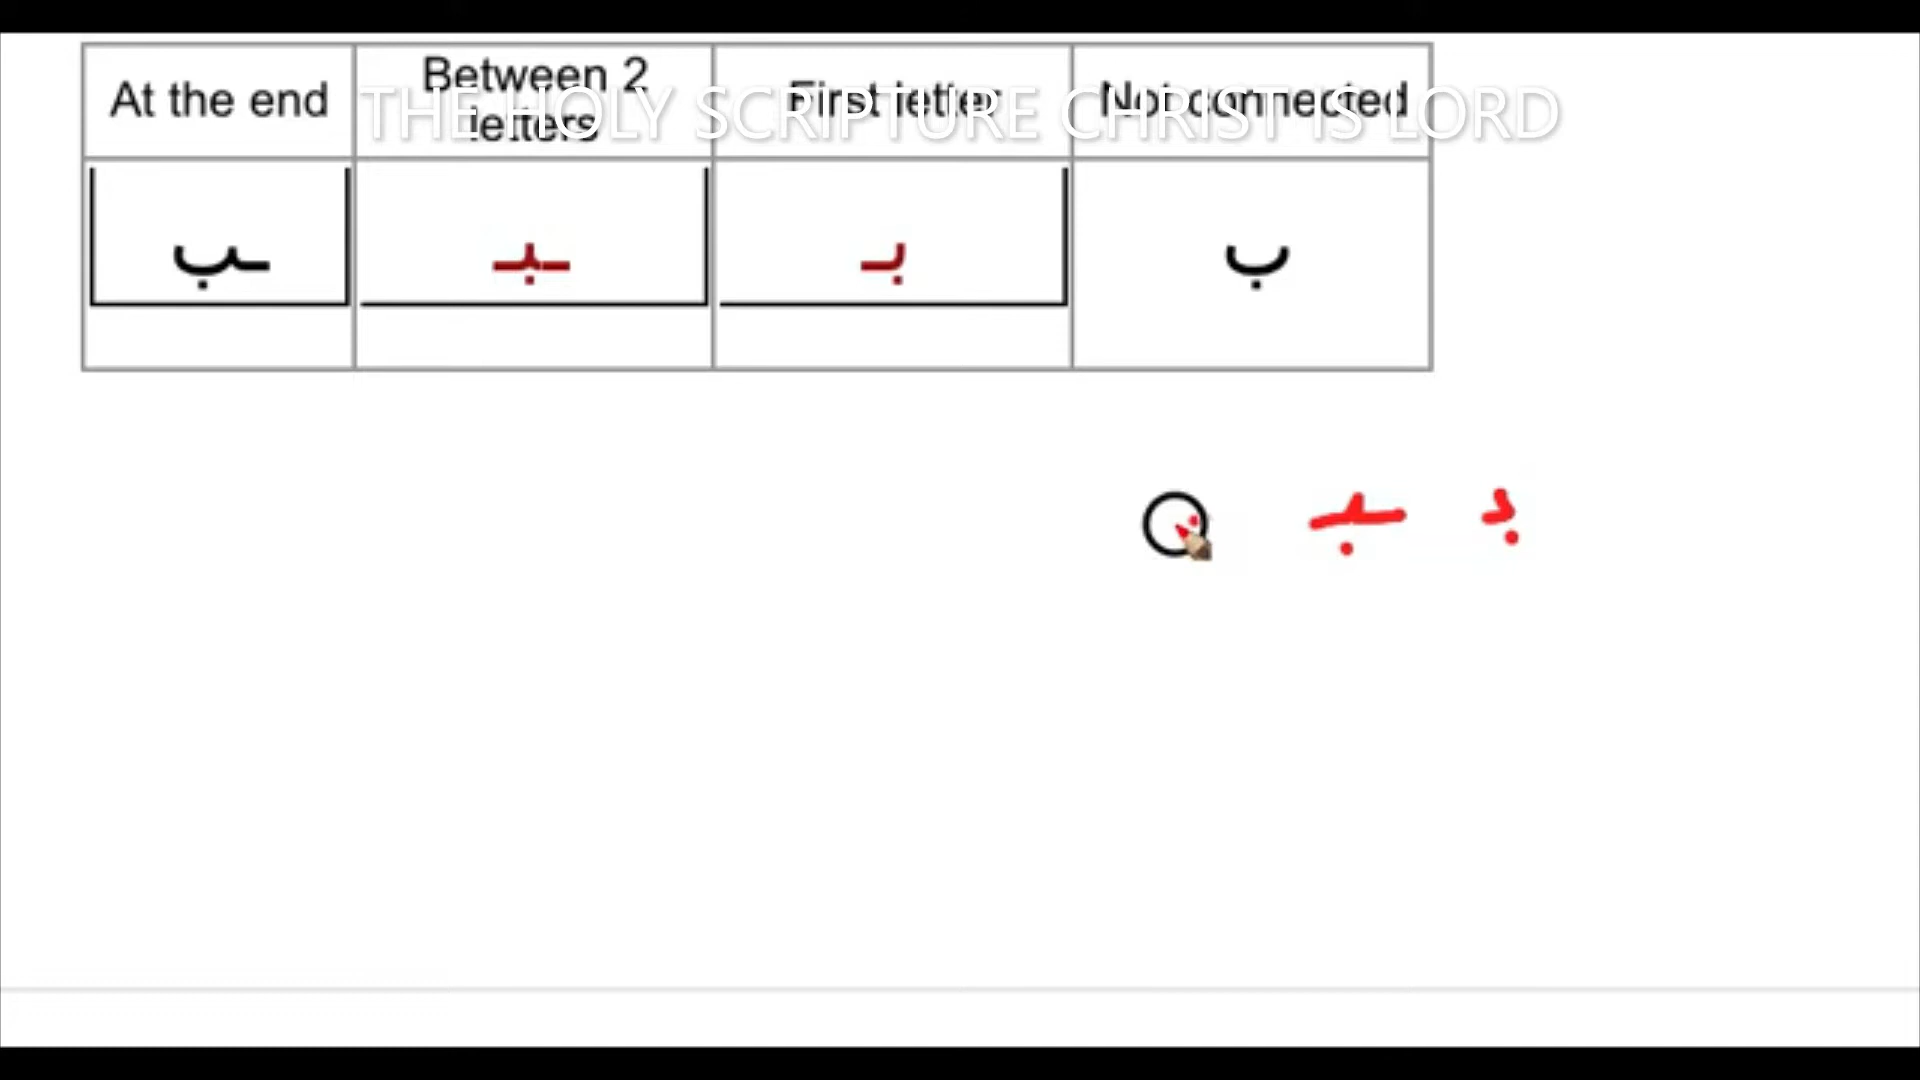 At the end Between 2 letters First letter Not connected
THE HOLY SCRIPTURE CHRIST IS LORD
ـب ـبـ بـ ب
بـ ـبـ